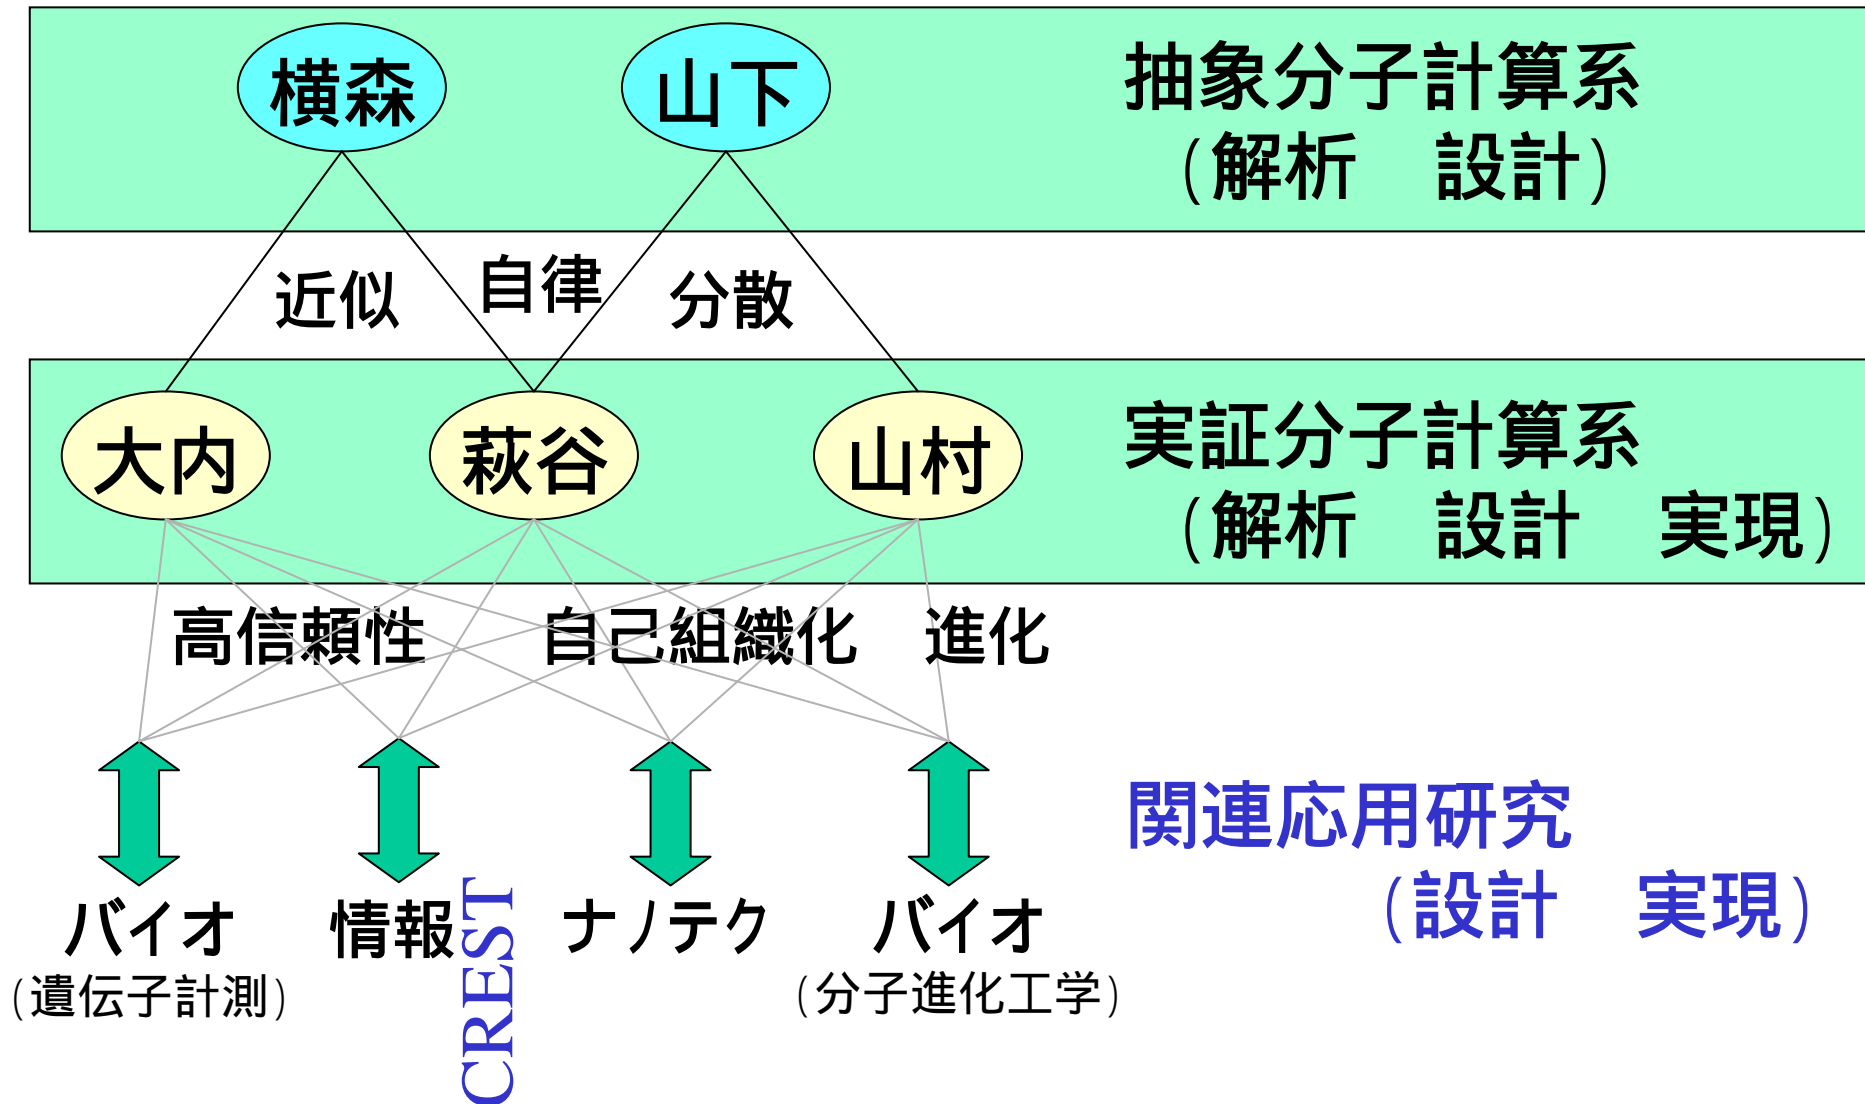 横森 山下 抽象分子計算系
(解析 設計)
近似 自律 分散
大内 萩谷 山村 実証分子計算系
(解析 設計 実現)
高信頼性 自己組織化 進化
関連応用研究
(設計 実現)
バイオ 情報 ナノテク バイオ
(遺伝子計測) (分子進化工学)
CREST